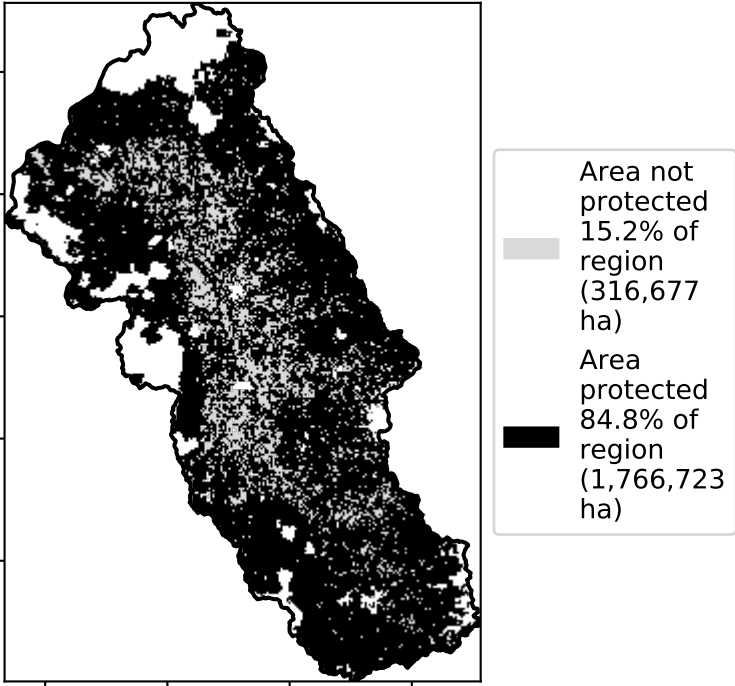 Area not
protected
15.2% of
region
(316,677
ha)
Area
protected
84.8% of
region
(1,766,723
ha)